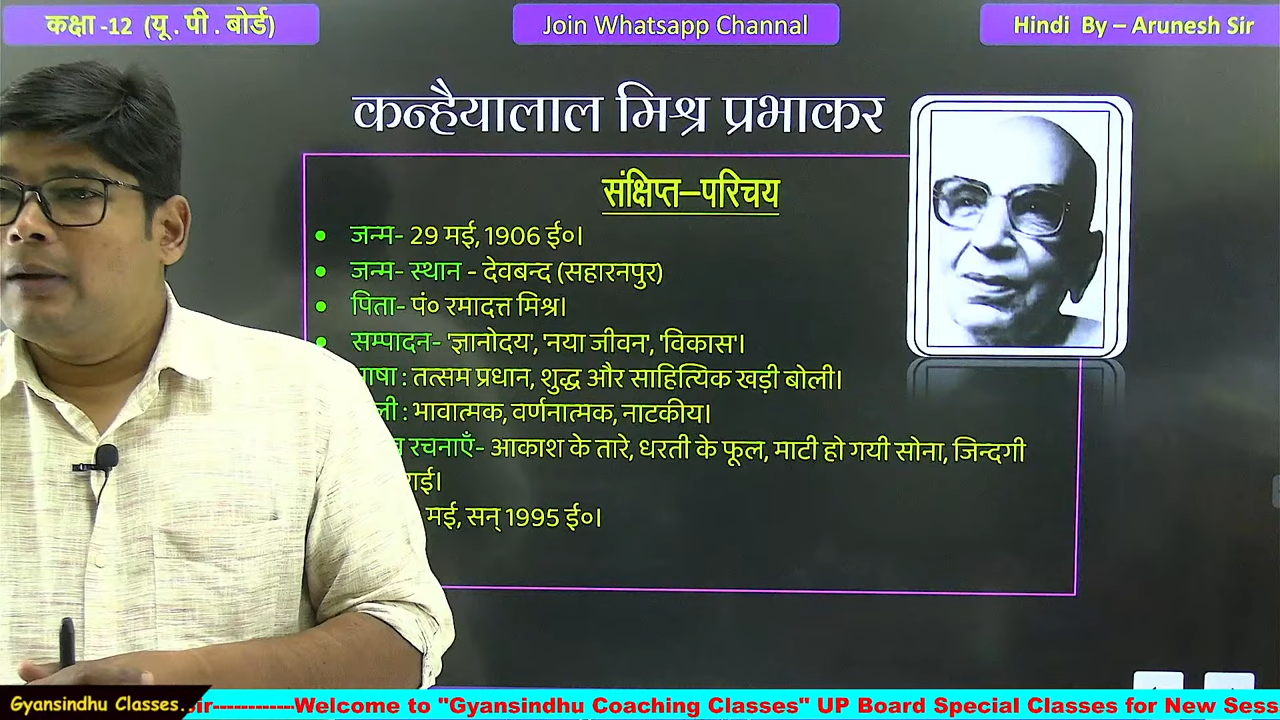 कक्षा -12 (यू . पी . बोर्ड)
Join Whatsapp Channal
Hindi By – Arunesh Sir
कन्हैयालाल मिश्र प्रभाकर
संक्षिप्त–परिचय
• जन्म- 29 मई, 1906 ई०।
• जन्म- स्थान - देवबन्द (सहारनपुर)
• पिता- पं० रमादत्त मिश्र।
• सम्पादन- 'ज्ञानोदय', 'नया जीवन', 'विकास'।
: तत्सम प्रधान, शुद्ध और साहित्यिक खड़ी बोली।
: भावात्मक, वर्णनात्मक, नाटकीय।
रचनाएँ- आकाश के तारे, धरती के फूल, माटी हो गयी सोना, जिन्दगी
मई, सन् 1995 ई०।
Gyansindhu Classes..
ir------------Welcome to "Gyansindhu Coaching Classes" UP Board Special Classes for New Sess